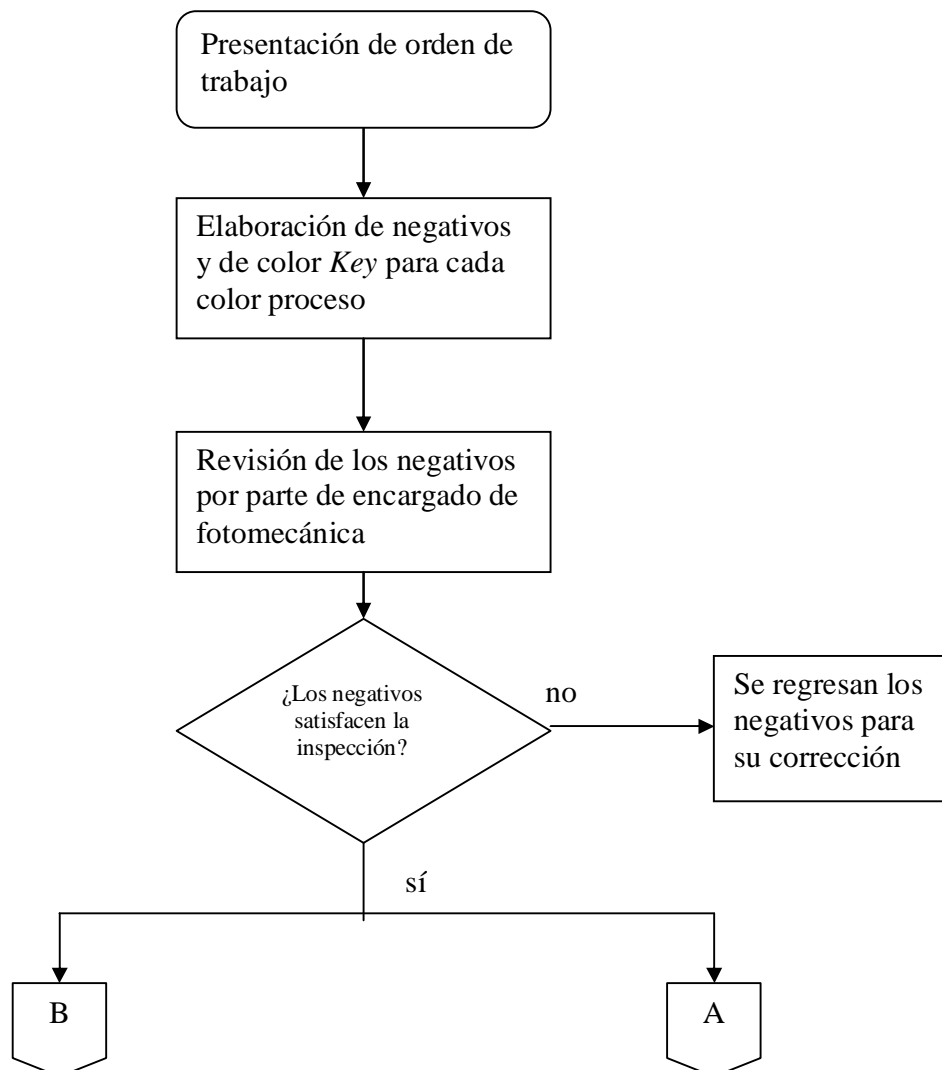 Presentación de orden de
trabajo
Elaboración de negativos
y de color Key para cada
color proceso
Revisión de los negativos
por parte de encargado de
fotomecánica
¿Los negativos
satisfacen la
inspección?
no
Se regresan los
negativos para
su corrección
sí
B
A